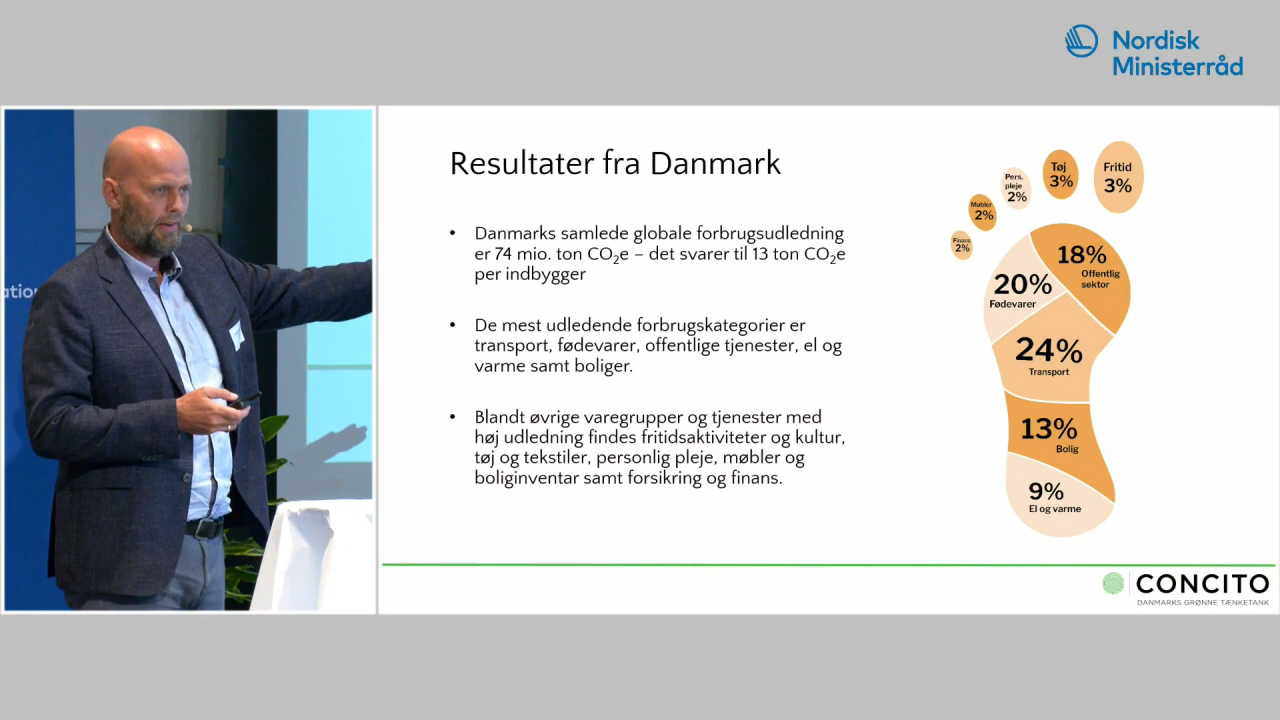 Nordisk
Ministerråd
Resultater fra Danmark
• Danmarks samlede globale forbrugsudledning
er 74 mio. ton CO₂e – det svarer til 13 ton CO₂e
per indbygger
• De mest udledende forbrugskategorier er
transport, fødevarer, offentlige tjenester, el og
varme samt boliger.
• Blandt øvrige varegrupper og tjenester med
høj udledning findes fritidsaktiviteter og kultur,
tøj og tekstiler, personlig pleje, møbler og
boliginventar samt forsikring og finans.
Finans
2%
Møbler
2%
Pers.
pleje
2%
Tøj
3%
Fritid
3%
18%
Offentlig
sektor
20%
Fødevarer
24%
Transport
13%
Bolig
9%
El og varme
CONCITO
DANMARKS GRØNNE TÆNKETANK